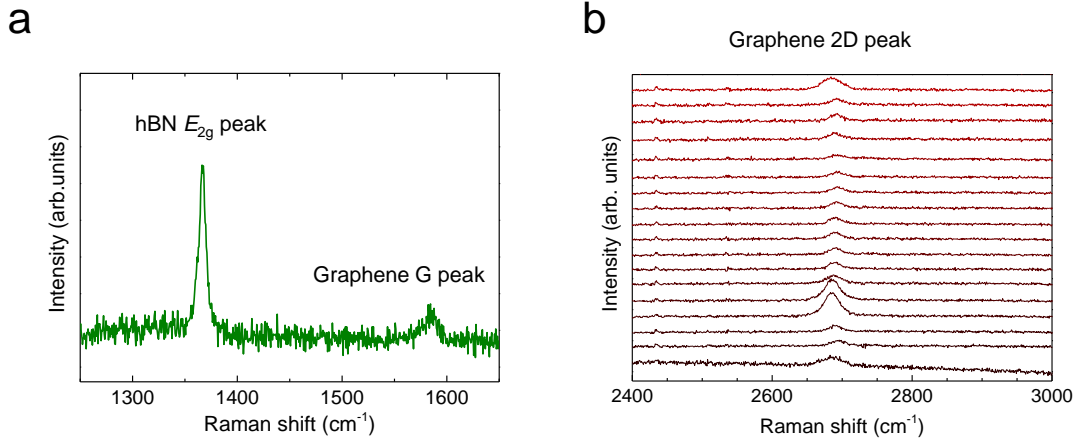 a
hBN E2g peak
Graphene G peak
Intensity (arb.units)
1300 1400 1500 1600
Raman shift (cm-1)
b
Graphene 2D peak
Intensity (arb. units)
2400 2600 2800 3000
Raman shift (cm-1)